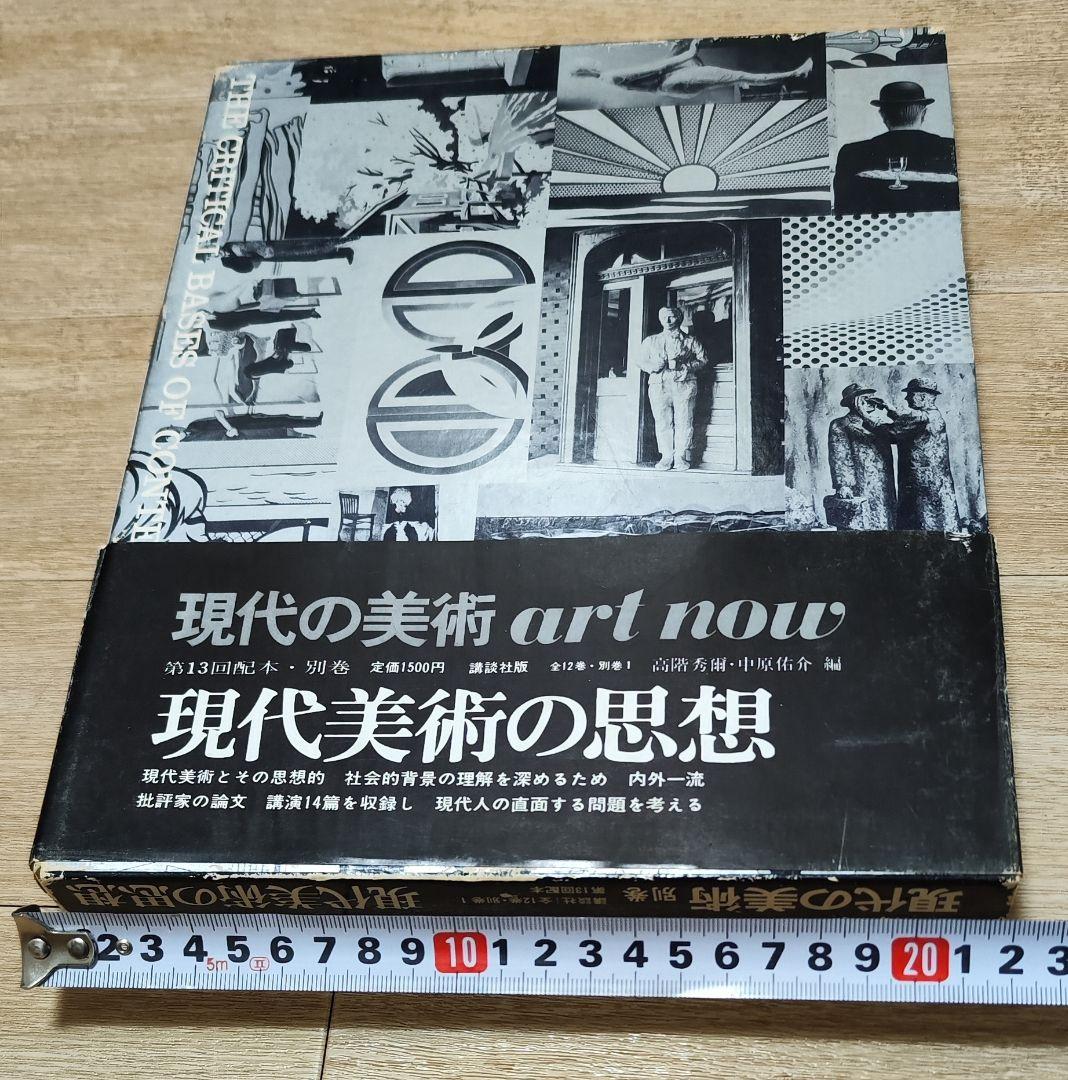 THE CRITICAL BASES OF CONTE
現代の美術 art now
第13回配本・別巻 定価1500円 講談社版 全12巻・別巻1 高階秀爾・中原佑介 編
現代美術の思想
現代美術とその思想的 社会的背景の理解を深めるため 内外一流
批評家の論文 講演14篇を収録し 現代人の直面する問題を考える
現代の美術 別巻 第13回配本 講談社 全12巻・別巻1 現代美術の思想
2 3 4 5 6 7 8 9 10 1 2 3 4 5 6 7 8 9 20 1 2 3
5m